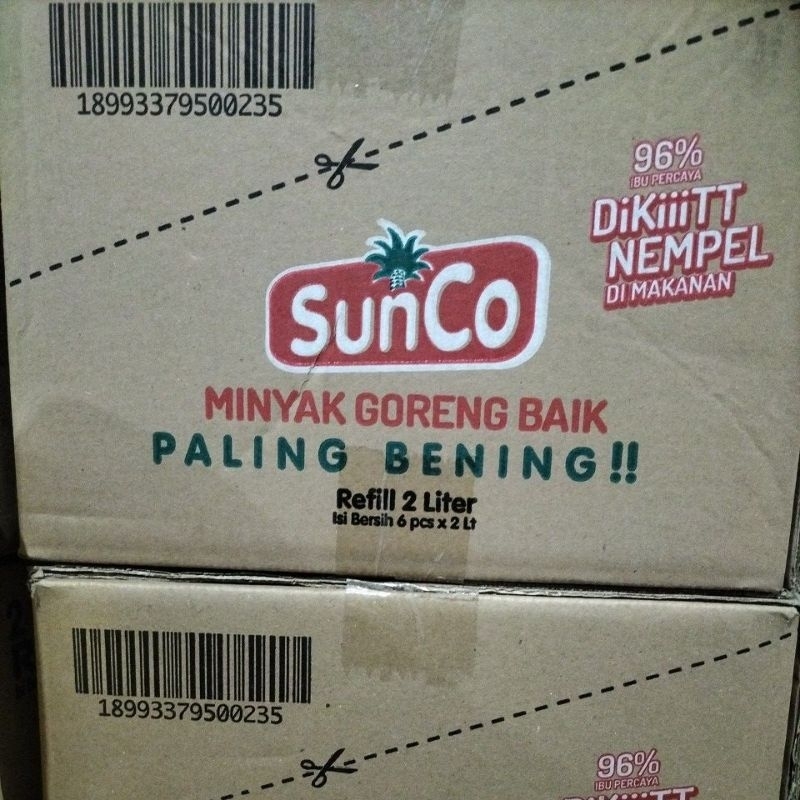 18993379500235
96%
IBU PERCAYA
DiKiiiTT
NEMPEL
DI MAKANAN
SunCo
MINYAK GORENG BAIK
PALING BENING!!
Refill 2 Liter
Isi Bersih 6 pcs x 2 Lt
18993379500235
96%
IBU PERCAYA
DiKiiiTT